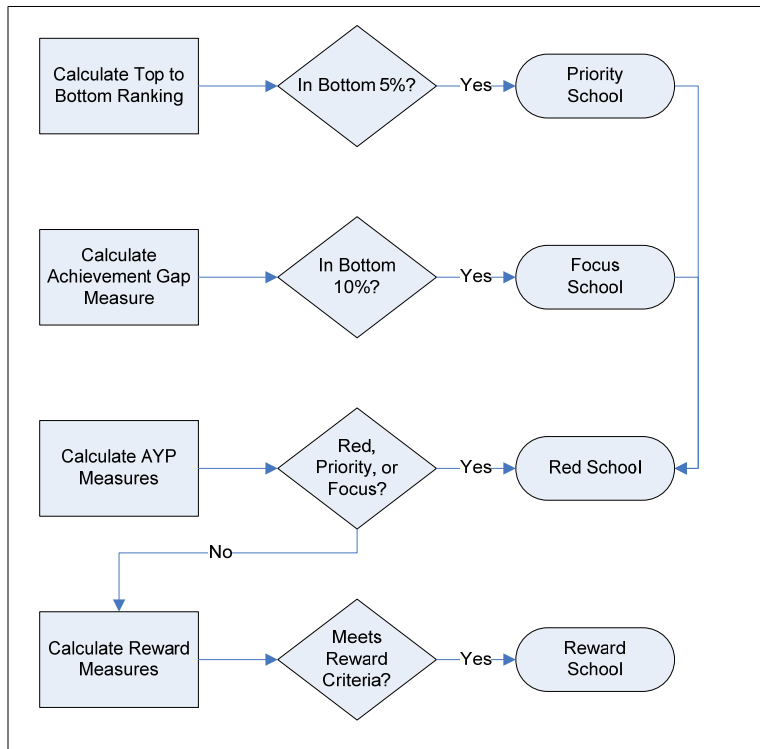 Calculate Top to
Bottom Ranking
In Bottom 5%?
Yes
Priority
School
Calculate
Achievement Gap
Measure
In Bottom
10%?
Yes
Focus
School
Calculate AYP
Measures
Red,
Priority, or
Focus?
Yes
Red School
No
Calculate Reward
Measures
Meets
Reward
Criteria?
Yes
Reward
School